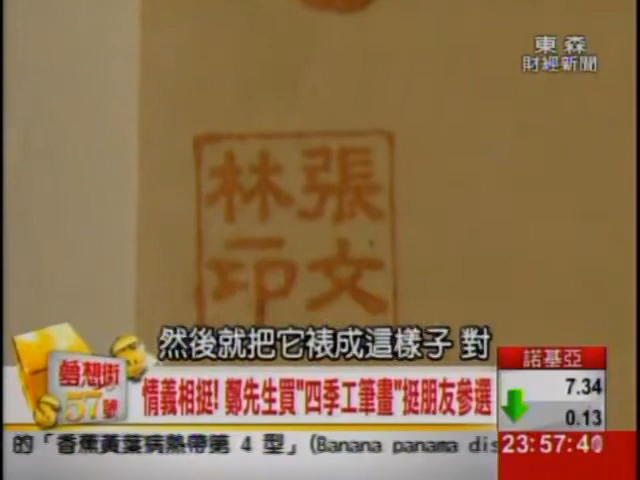 東森
財經新聞
張文
林印
然後就把它裱成這樣子 對
夢想街
57號
情義相挺! 鄭先生買"四季工筆畫"挺朋友參選
諾基亞
7.34
0.13
的「香蕉黃葉病熱帶第 4 型」(Banana panama dis
23:57:40